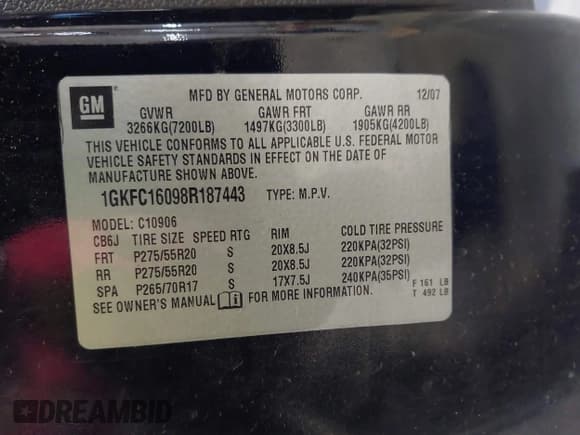 GM ® MFD BY GENERAL MOTORS CORP. 12/07
GVWR GAWR FRT GAWR RR
3266KG(7200LB) 1497KG(3300LB) 1905KG(4200LB)
THIS VEHICLE CONFORMS TO ALL APPLICABLE U.S. FEDERAL MOTOR
VEHICLE SAFETY STANDARDS IN EFFECT ON THE DATE OF
MANUFACTURE SHOWN ABOVE.
1GKFC16098R187443 TYPE: M.P.V.
MODEL: C10906
CB6J TIRE SIZE SPEED RTG RIM COLD TIRE PRESSURE
FRT P275/55R20 S 20X8.5J 220KPA(32PSI)
RR P275/55R20 S 20X8.5J 220KPA(32PSI)
SPA P265/70R17 S 17X7.5J 240KPA(35PSI) F 161 LB
SEE OWNER'S MANUAL i FOR MORE INFORMATION. T 492 LB
DREAMBID